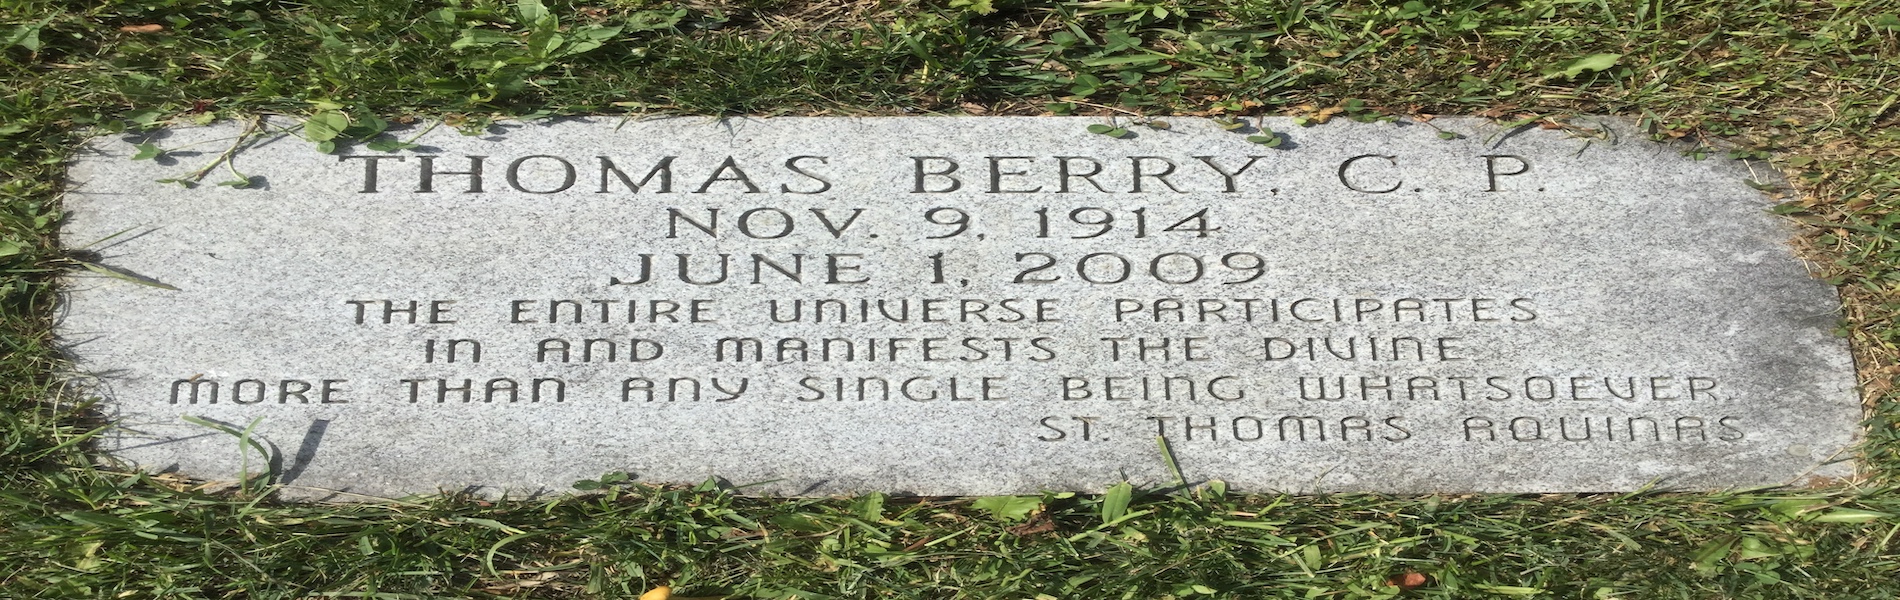 THOMAS BERRY, C. P.
NOV. 9, 1914
JUNE 1, 2009
THE ENTIRE UNIVERSE PARTICIPATES
IN AND MANIFESTS THE DIVINE
MORE THAN ANY SINGLE BEING WHATSOEVER.
ST. THOMAS AQUINAS